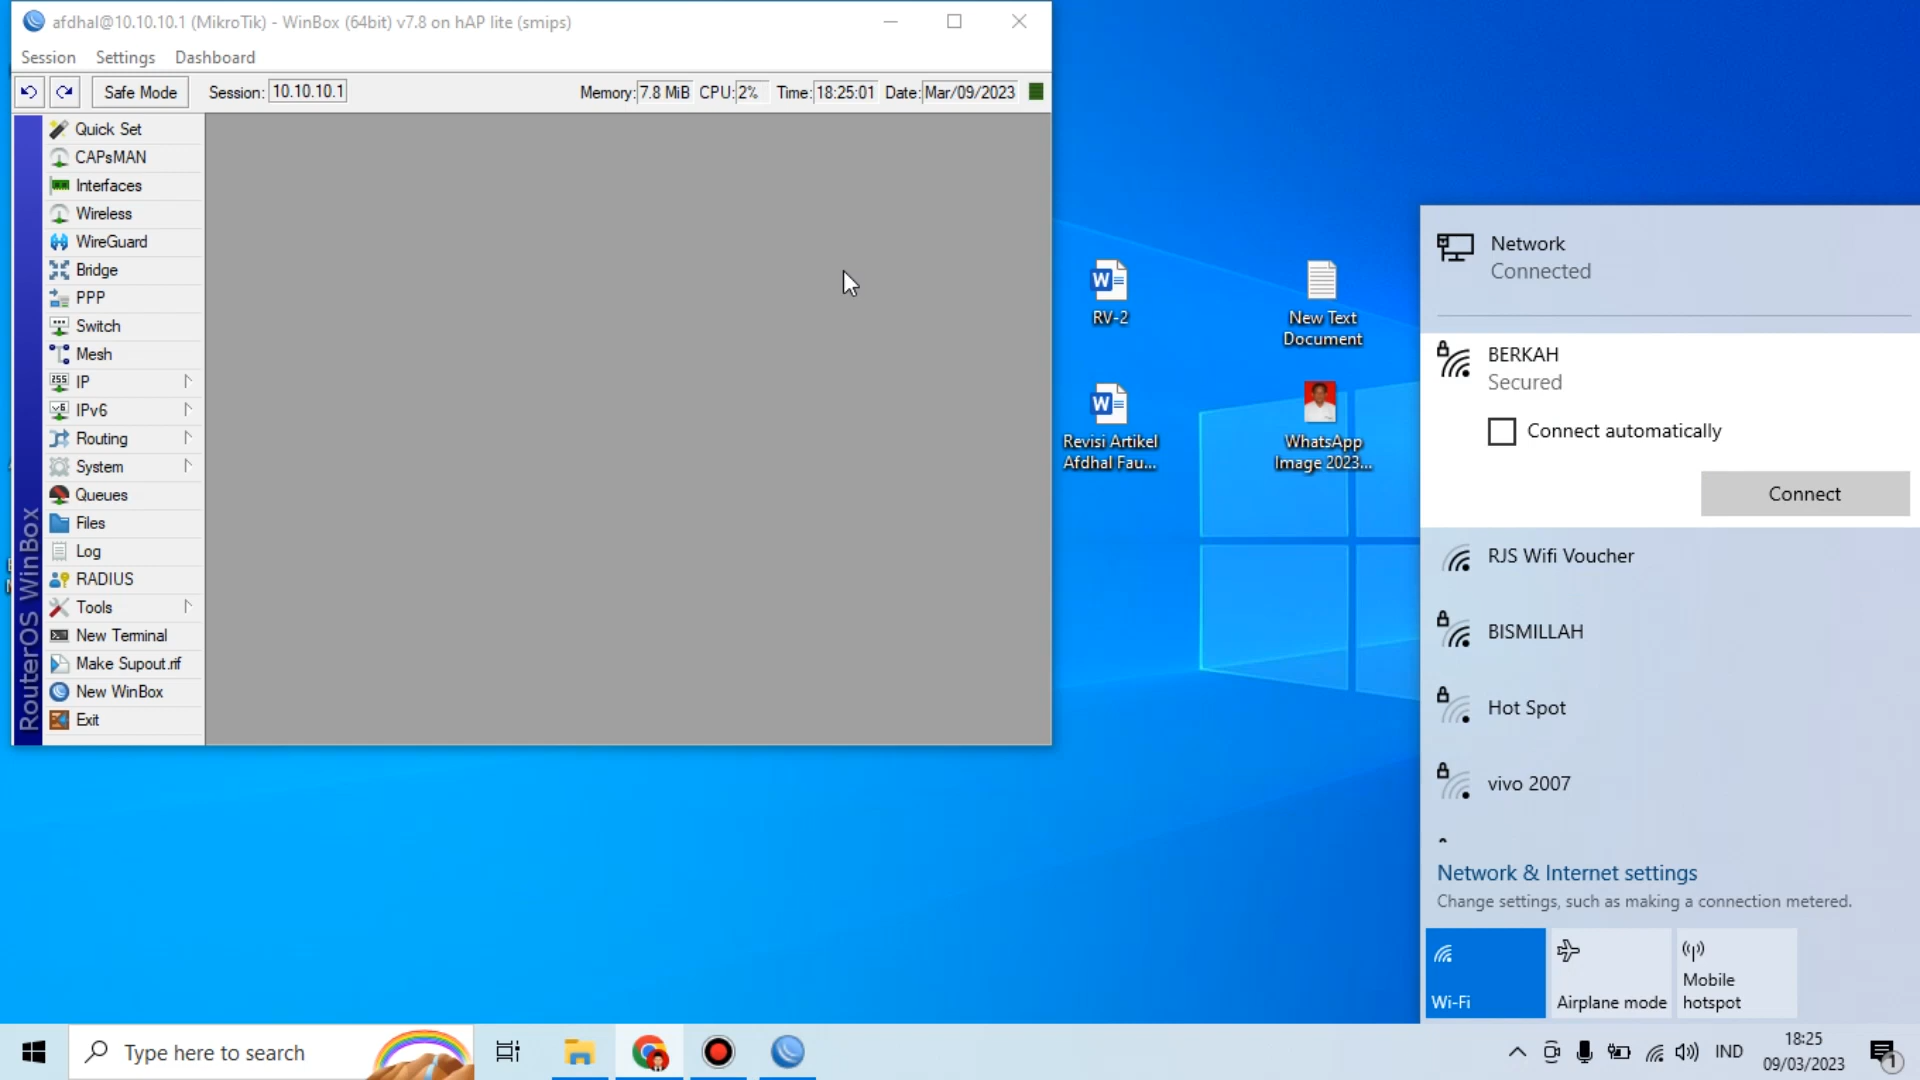 afdhal@10.10.10.1 (MikroTik) - WinBox (64bit) v7.8 on hAP lite (smips)
Session Settings Dashboard
Safe Mode Session: 10.10.10.1 Memory: 7.8 MiB CPU: 2% Time: 18:25:01 Date: Mar/09/2023
RouterOS WinBox
Quick Set
CAPsMAN
Interfaces
Wireless
WireGuard
Bridge
PPP
Switch
Mesh
IP
IPv6
Routing
System
Queues
Files
Log
RADIUS
Tools
New Terminal
Make Supout.rif
New WinBox
Exit
RV-2
New Text
Document
Revisi Artikel
Afdhal Fau...
WhatsApp
Image 2023...
Network
Connected
BERKAH
Secured
Connect automatically
Connect
RJS Wifi Voucher
BISMILLAH
Hot Spot
vivo 2007
Network & Internet settings
Change settings, such as making a connection metered.
Wi-Fi
Airplane mode
Mobile
hotspot
Type here to search
IND
18:25
09/03/2023
1